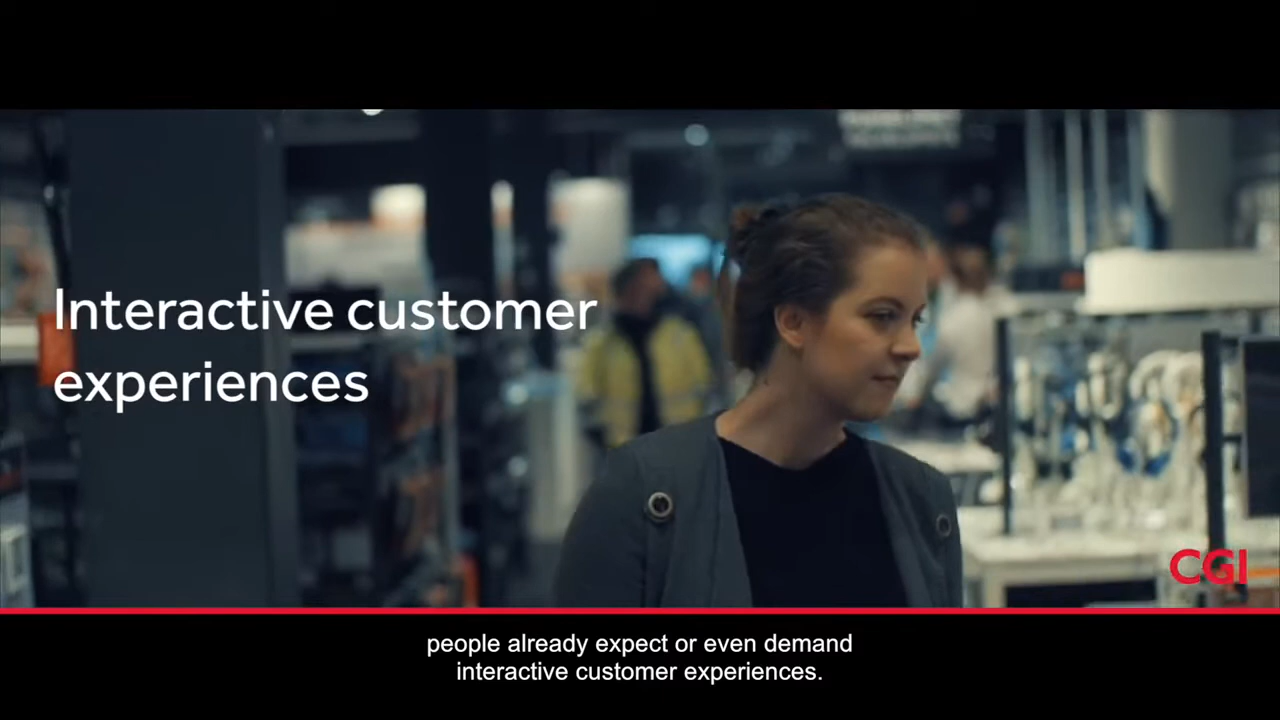 Interactive customer
experiences
CGI
people already expect or even demand
interactive customer experiences.